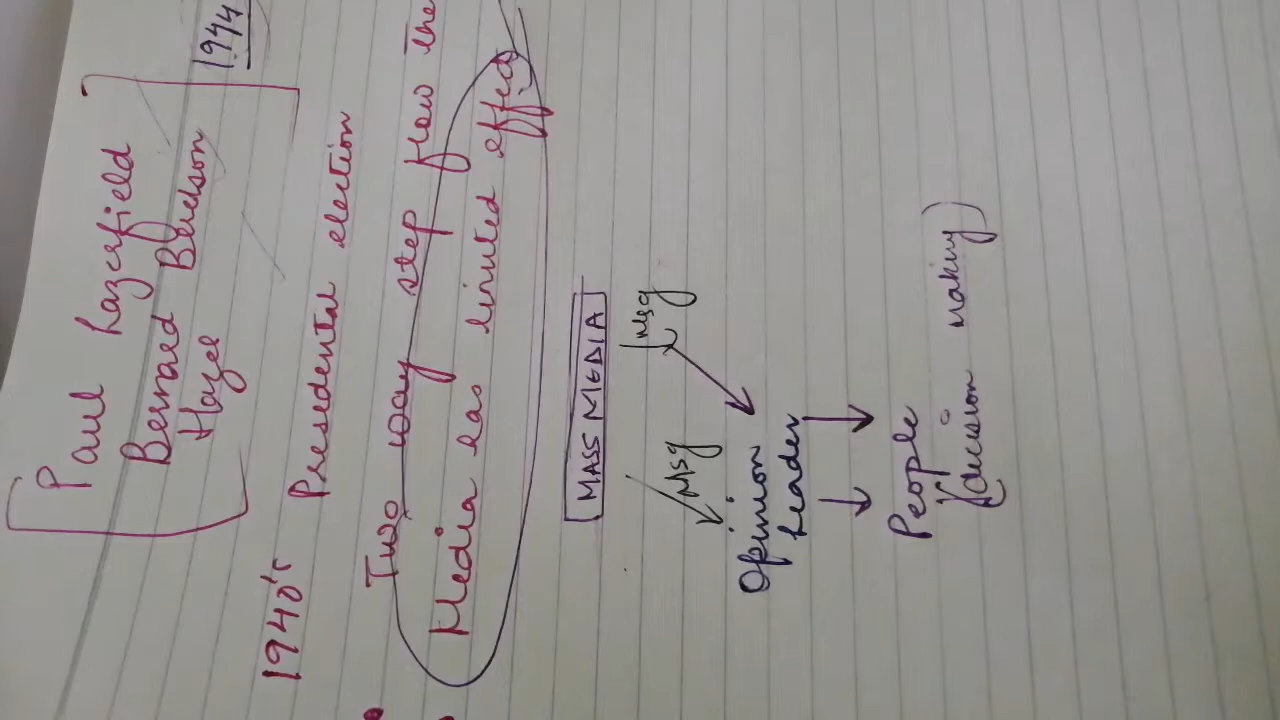 Paul Lazerfield
Bernard Berelson 1944
Hazel
1940's Presidental election
Two way step flow the
Media has limited effect
MASS MEDIA
Msg Msg
Opinion
Leader
People
(decision making)